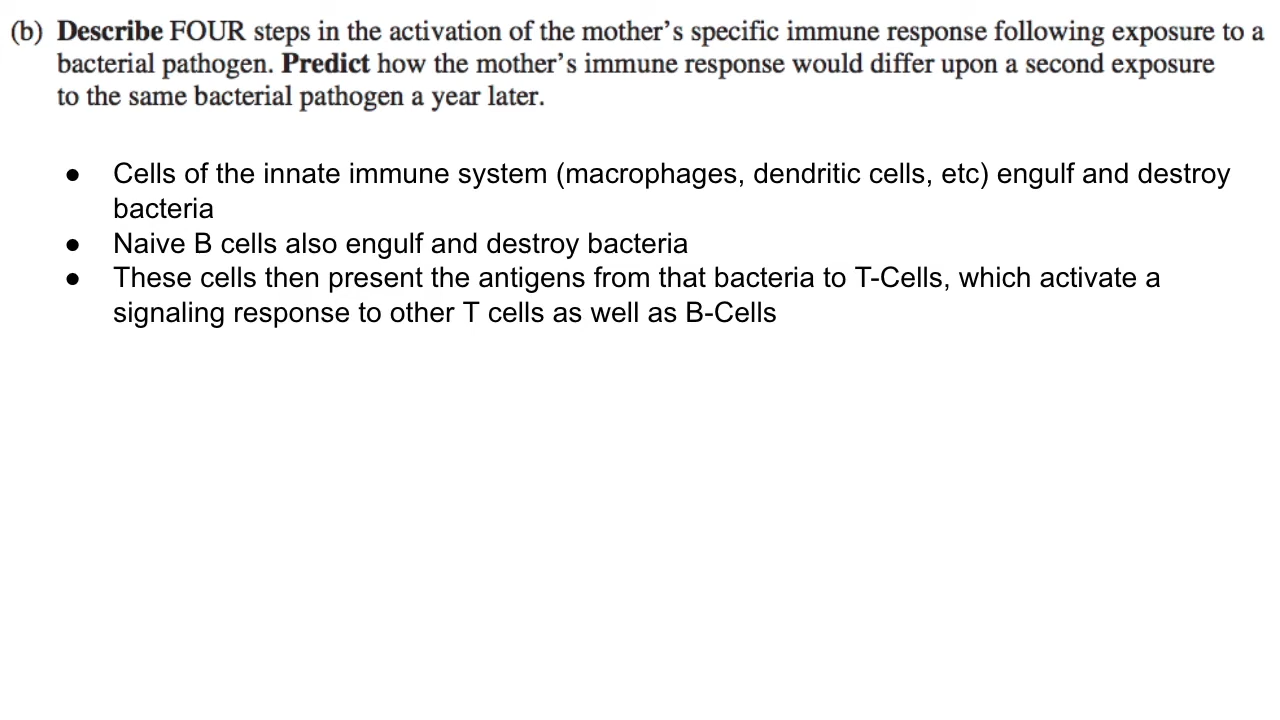 (b) Describe FOUR steps in the activation of the mother's specific immune response following exposure to a
bacterial pathogen. Predict how the mother's immune response would differ upon a second exposure
to the same bacterial pathogen a year later.
● Cells of the innate immune system (macrophages, dendritic cells, etc) engulf and destroy
bacteria
● Naive B cells also engulf and destroy bacteria
● These cells then present the antigens from that bacteria to T-Cells, which activate a
signaling response to other T cells as well as B-Cells